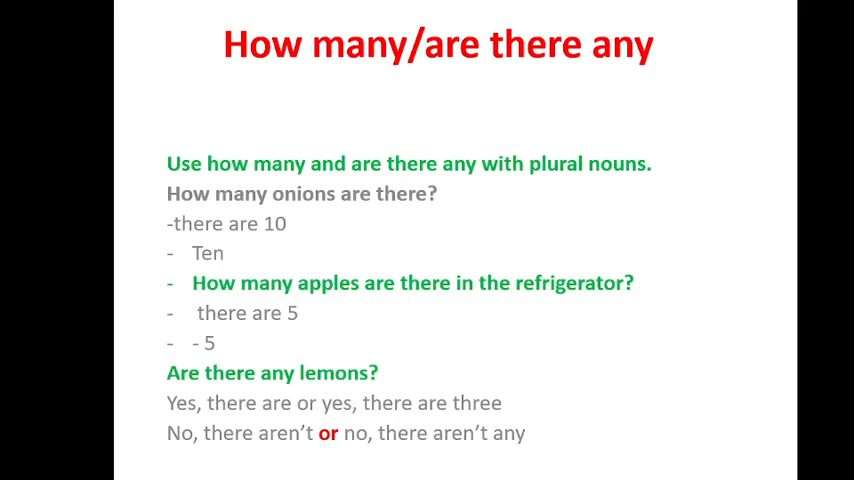 How many/are there any
Use how many and are there any with plural nouns.
How many onions are there?
-there are 10
- Ten
- How many apples are there in the refrigerator?
- there are 5
- - 5
Are there any lemons?
Yes, there are or yes, there are three
No, there aren’t or no, there aren’t any